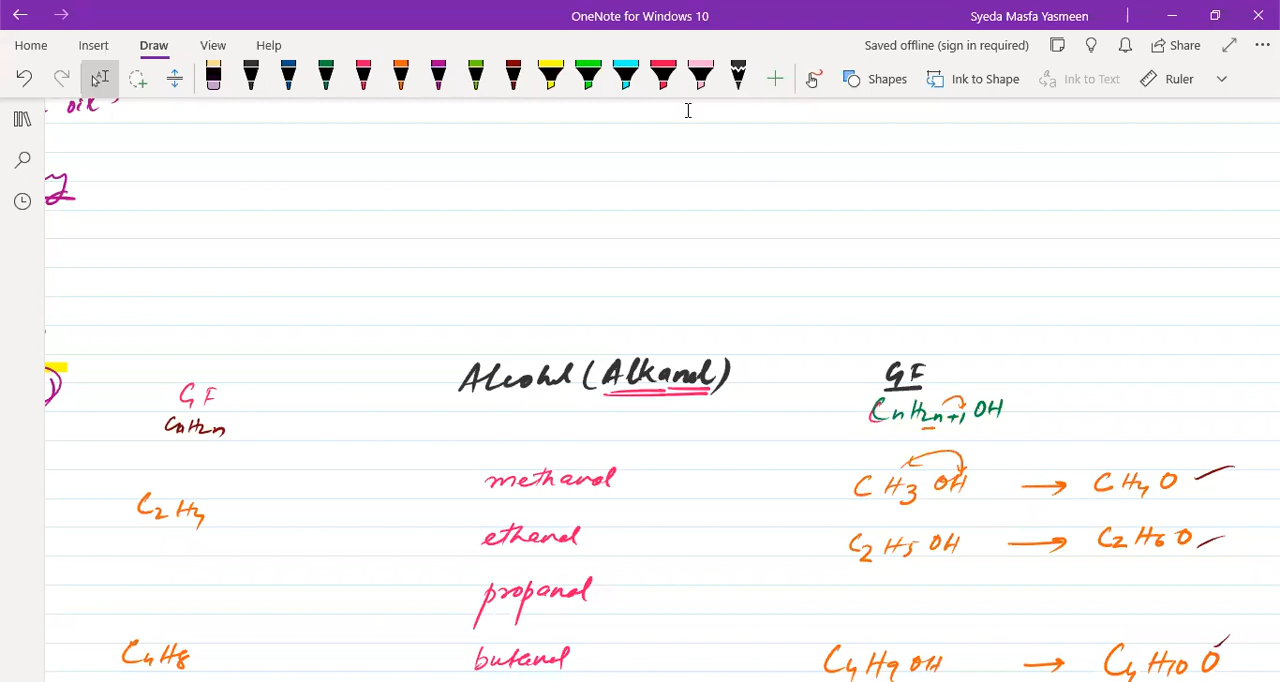 OneNote for Windows 10
Syeda Masfa Yasmeen
Home Insert Draw View Help
Saved offline (sign in required) Share
Shapes Ink to Shape Ink to Text Ruler
oil
y
Alcohol (Alkanol)
GF
GF
CnH2n+1 OH
CnH2n
methanol
CH3 OH → CH4 O
C2H4
ethanol
C2H5 OH → C2H6 O
propanol
C4H8
butanol
C4H9 OH → C4H10 O